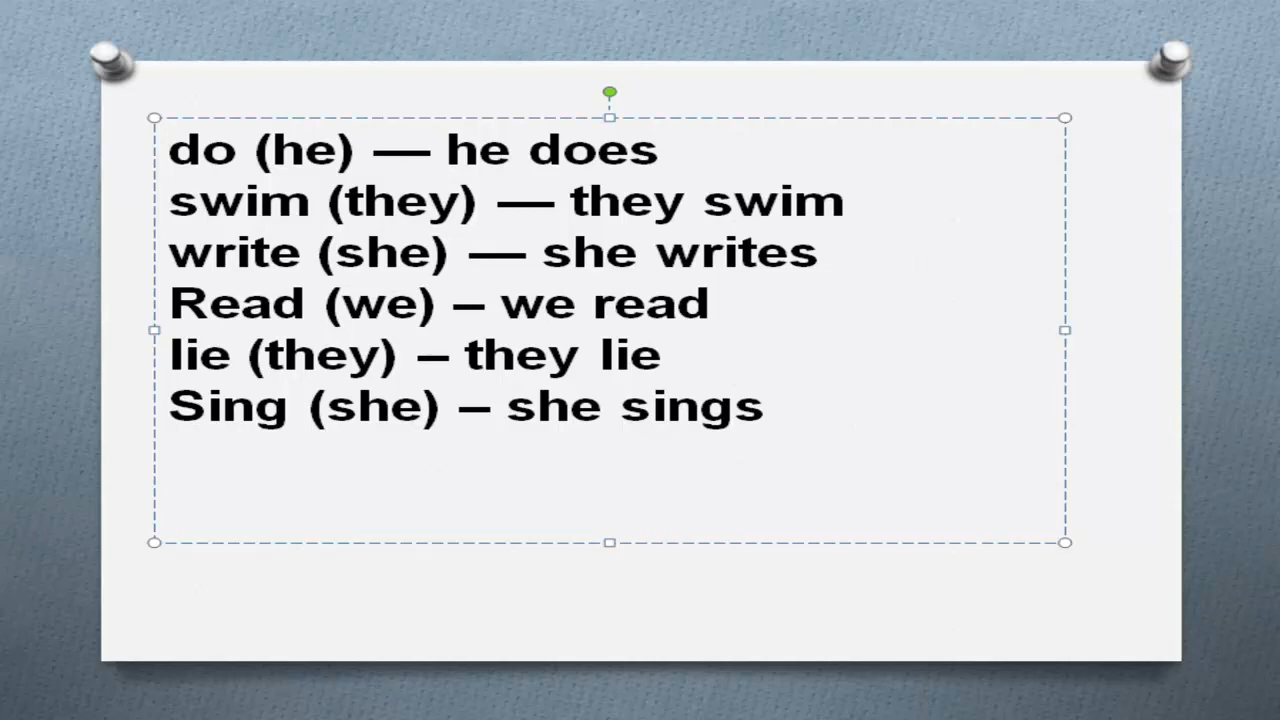 do (he) — he does
swim (they) — they swim
write (she) — she writes
Read (we) – we read
lie (they) – they lie
Sing (she) – she sings